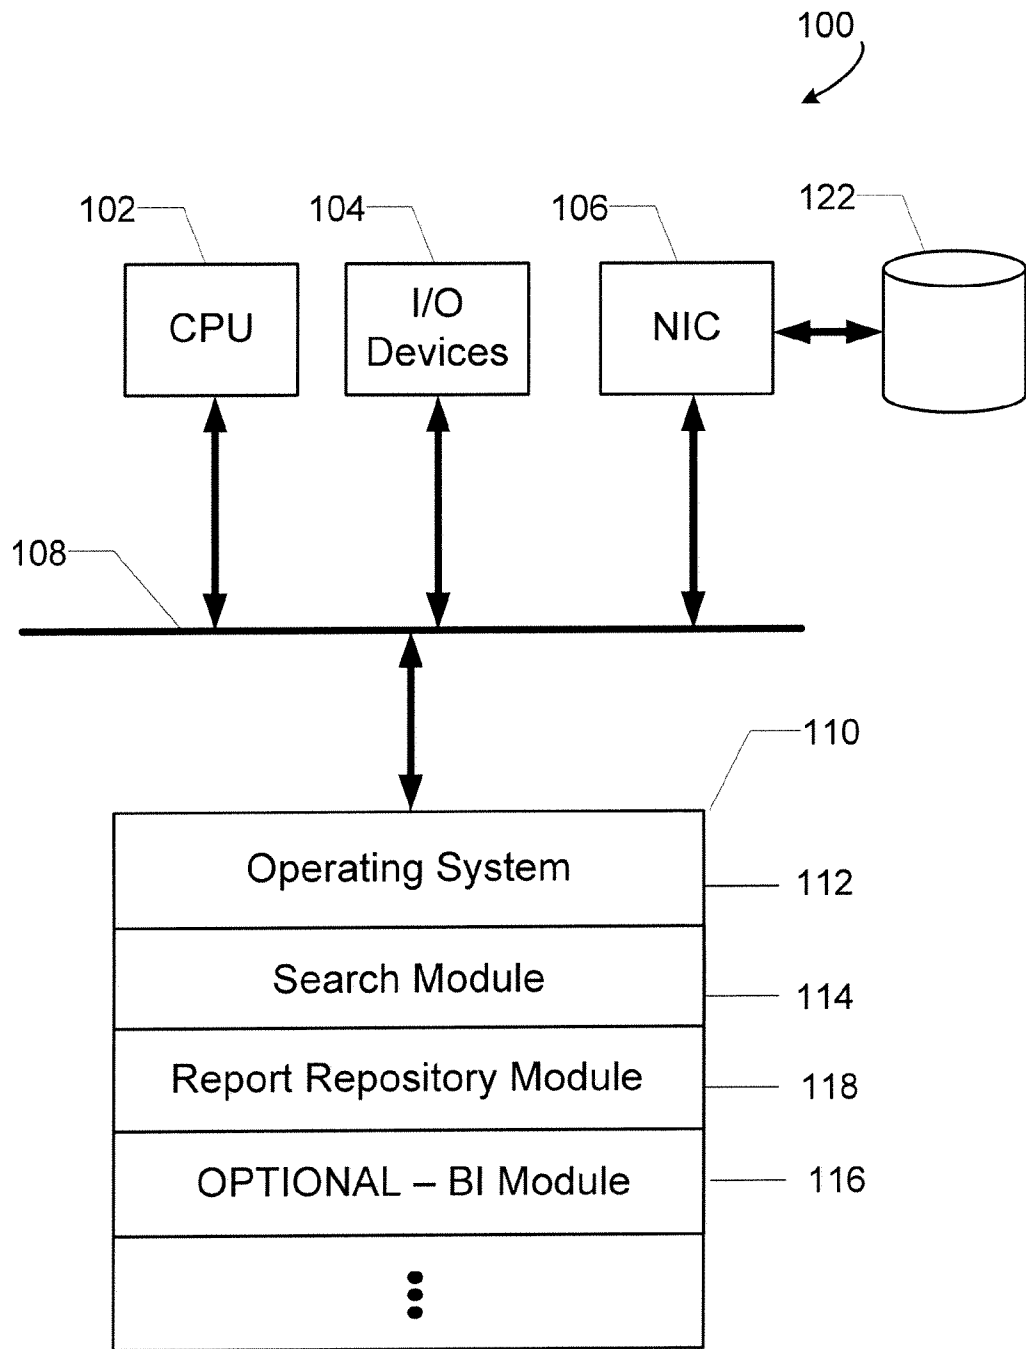 100
102
104
106
122
CPU
I/O
Devices
NIC
108
110
Operating System
112
Search Module
114
Report Repository Module
118
OPTIONAL – BI Module
116